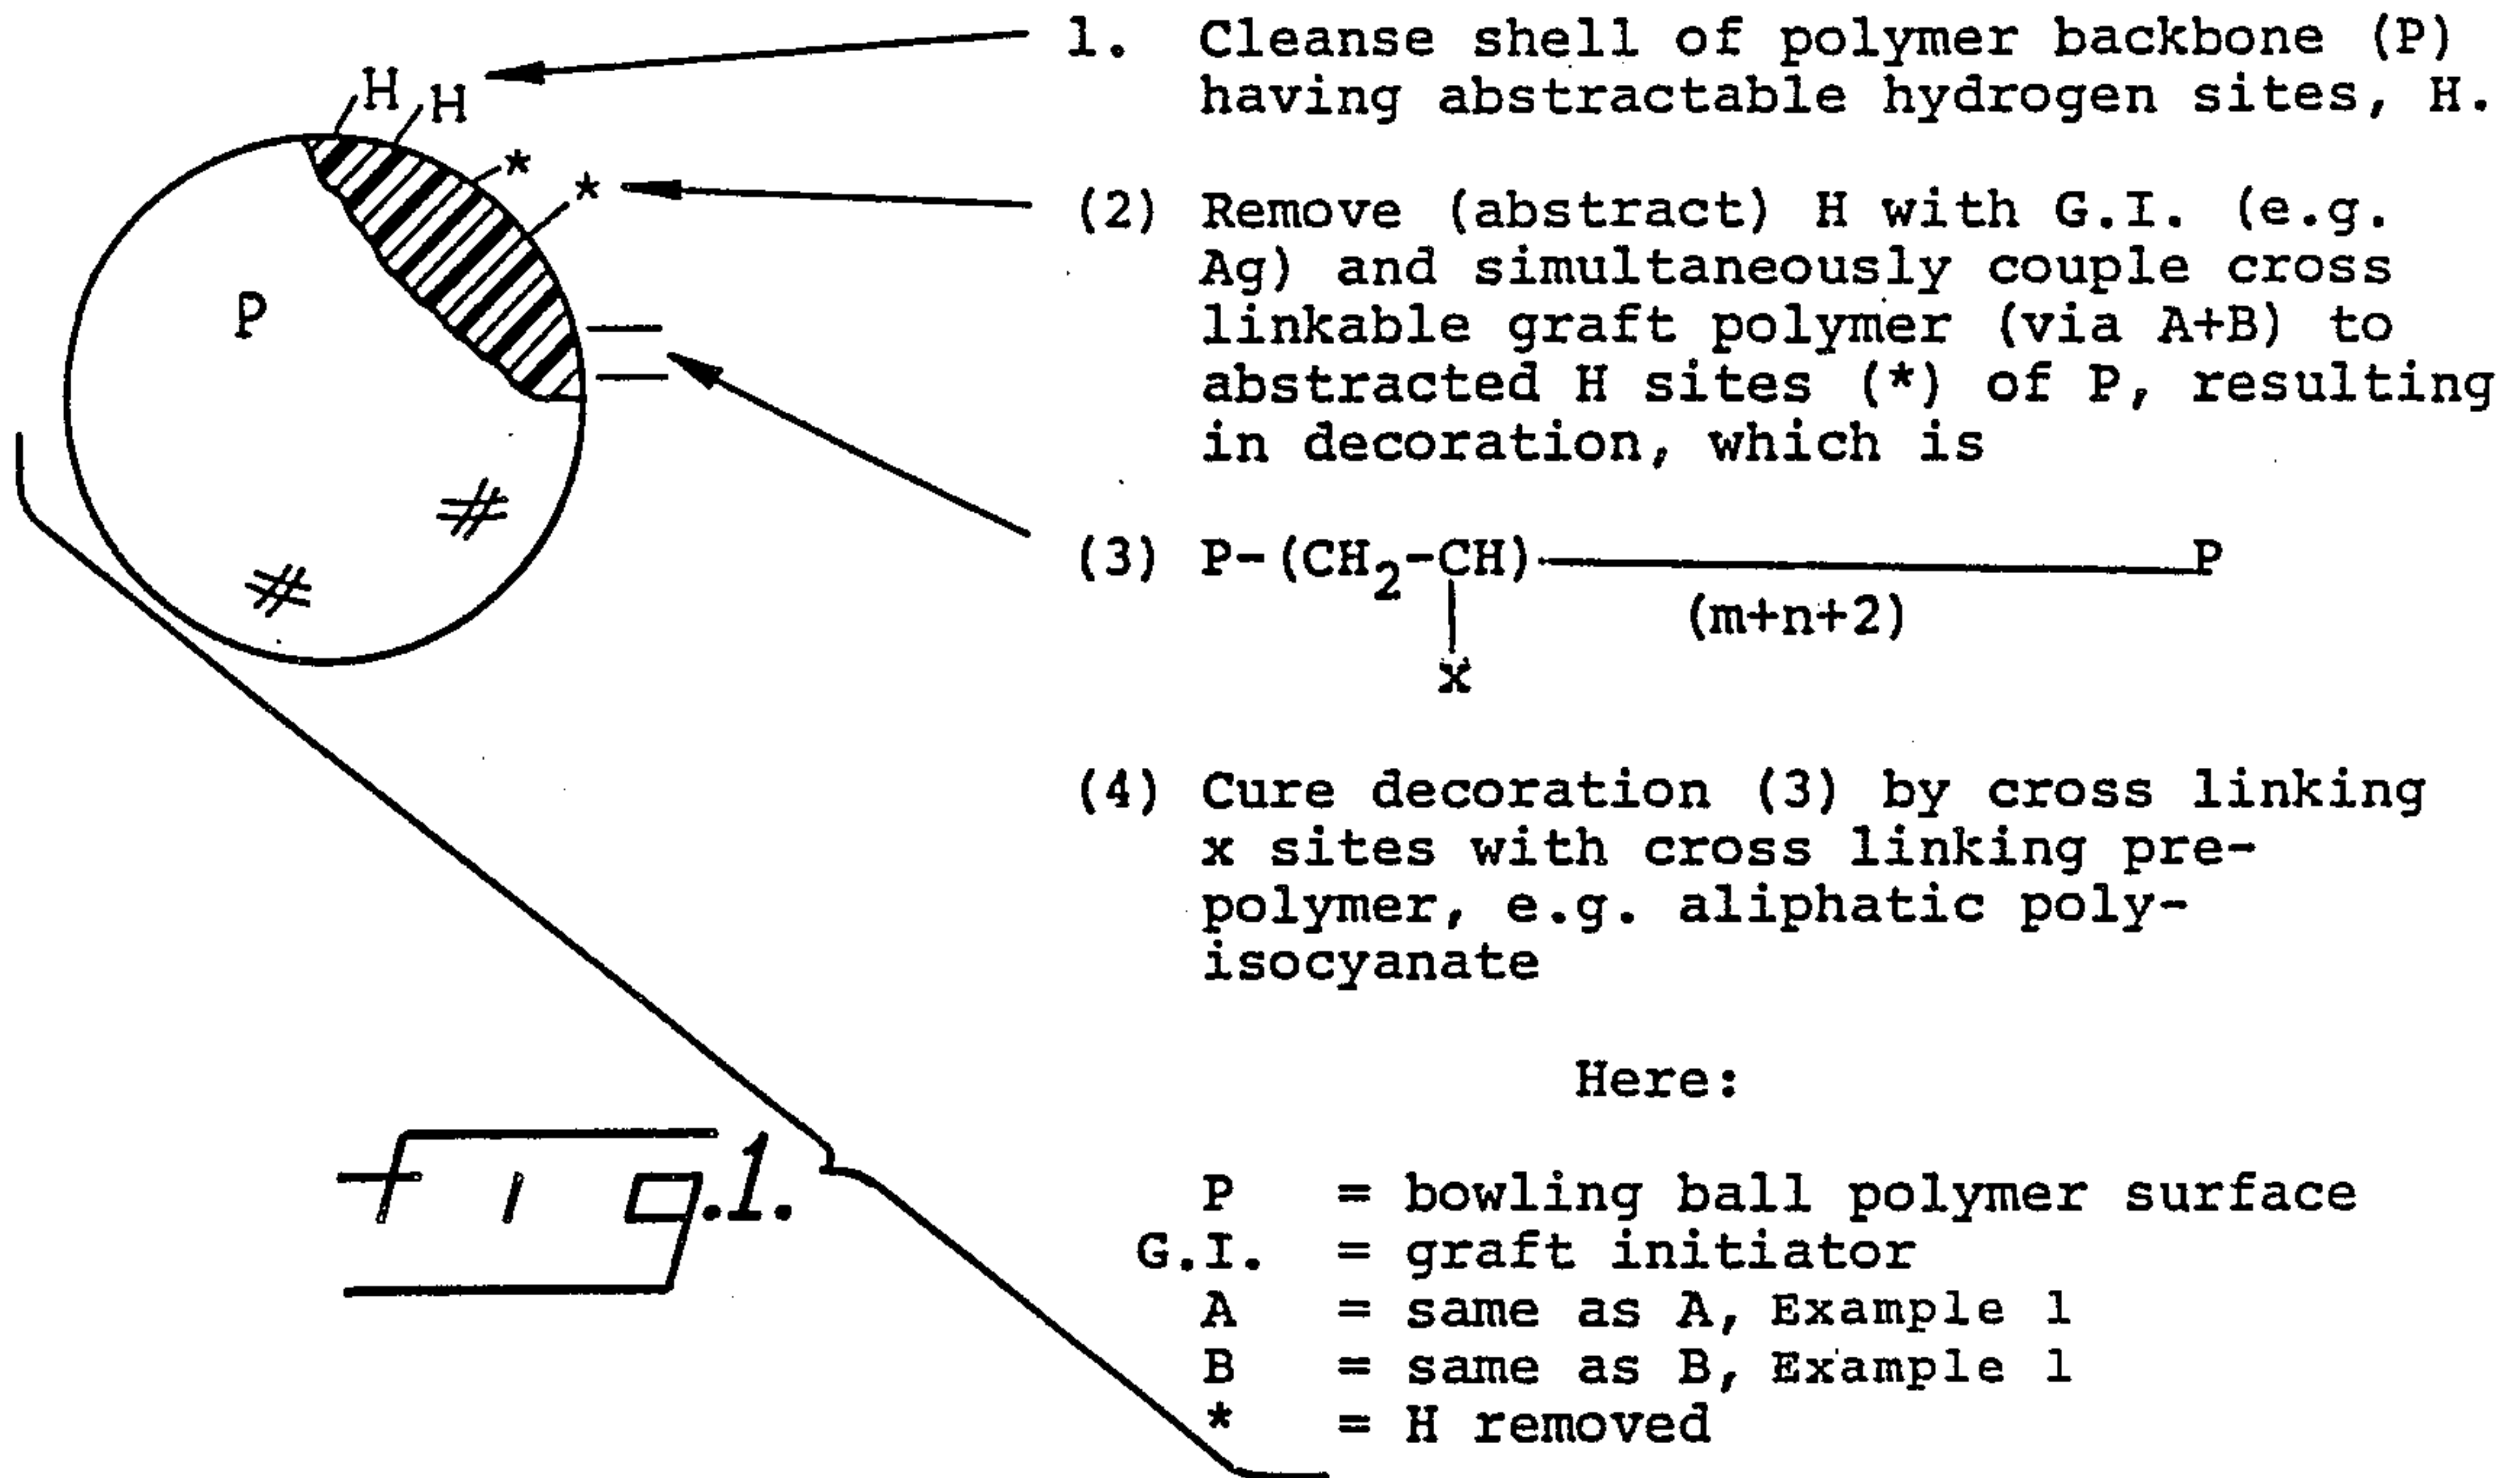 H H
* *
P
#
#
1. Cleanse shell of polymer backbone (P)
having abstractable hydrogen sites, H.
(2) Remove (abstract) H with G.I. (e.g.
Ag) and simultaneously couple cross
linkable graft polymer (via A+B) to
abstracted H sites (*) of P, resulting
in decoration, which is
(3) P-(CH2-CH)———P
(m+n+2)
x
(4) Cure decoration (3) by cross linking
x sites with cross linking pre-
polymer, e.g. aliphatic poly-
isocyanate
Here:
P = bowling ball polymer surface
G.I. = graft initiator
A = same as A, Example 1
B = same as B, Example 1
* = H removed
Fig.1.